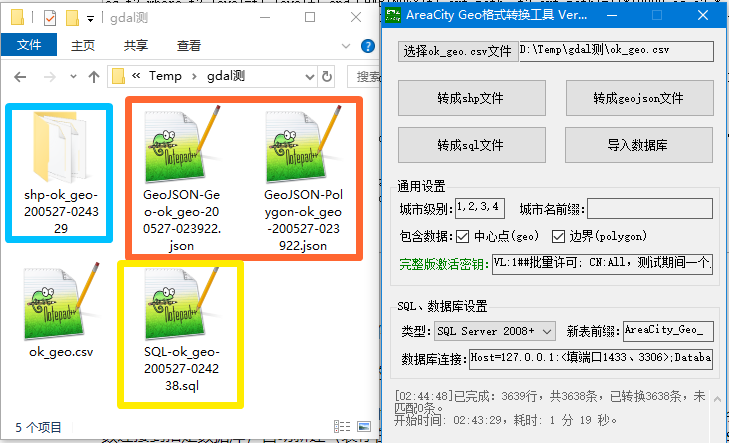 gdal测
文件
主页
共享
查看
Temp
gdal测
搜索
shp-ok_geo-
200527-0243
29
GeoJSON-Ge
o-ok_geo-20
0527-023922.
json
GeoJSON-Pol
ygon-ok_geo
-200527-023
922.json
ok_geo.csv
SQL-ok_geo-
200527-0242
38.sql
5 个项目
AreaCity Geo格式转换工具 Ver...
选择ok_geo.csv文件
D:\Temp\gdal测\ok_geo.csv
转成shp文件
转成geojson文件
转成sql文件
导入数据库
通用设置
城市级别:
1,2,3,4
城市名前缀:
包含数据:
中心点(geo)
边界(polygon)
完整版激活密钥:
VL:1##批量许可; CN:All，测试期间一个
SQL、数据库设置
类型:
SQL Server 2008+
新表前缀:
AreaCity_Geo_
数据库连接:
Host=127.0.0.1:<填端口1433、3306>;Databa
[02:44:48]已完成: 3639行，共3638条，已转换3638条，未
匹配0条。
开始时间: 02:43:29，耗时: 1 分 19 秒。